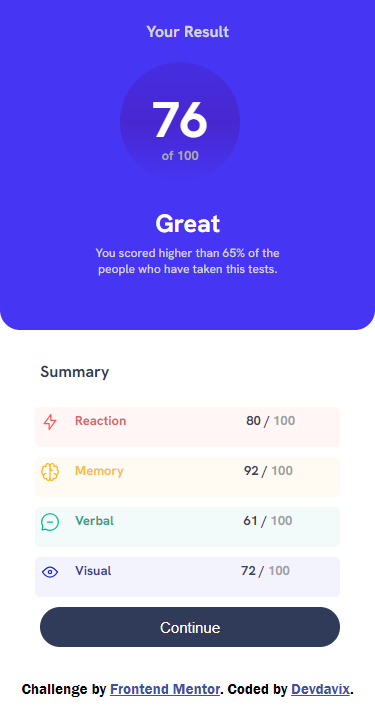 Your Result
76
of 100
Great
You scored higher than 65% of the
people who have taken this tests.
Summary
Reaction 80 / 100
Memory 92 / 100
Verbal 61 / 100
Visual 72 / 100
Continue
Challenge by Frontend Mentor. Coded by Devdavix.